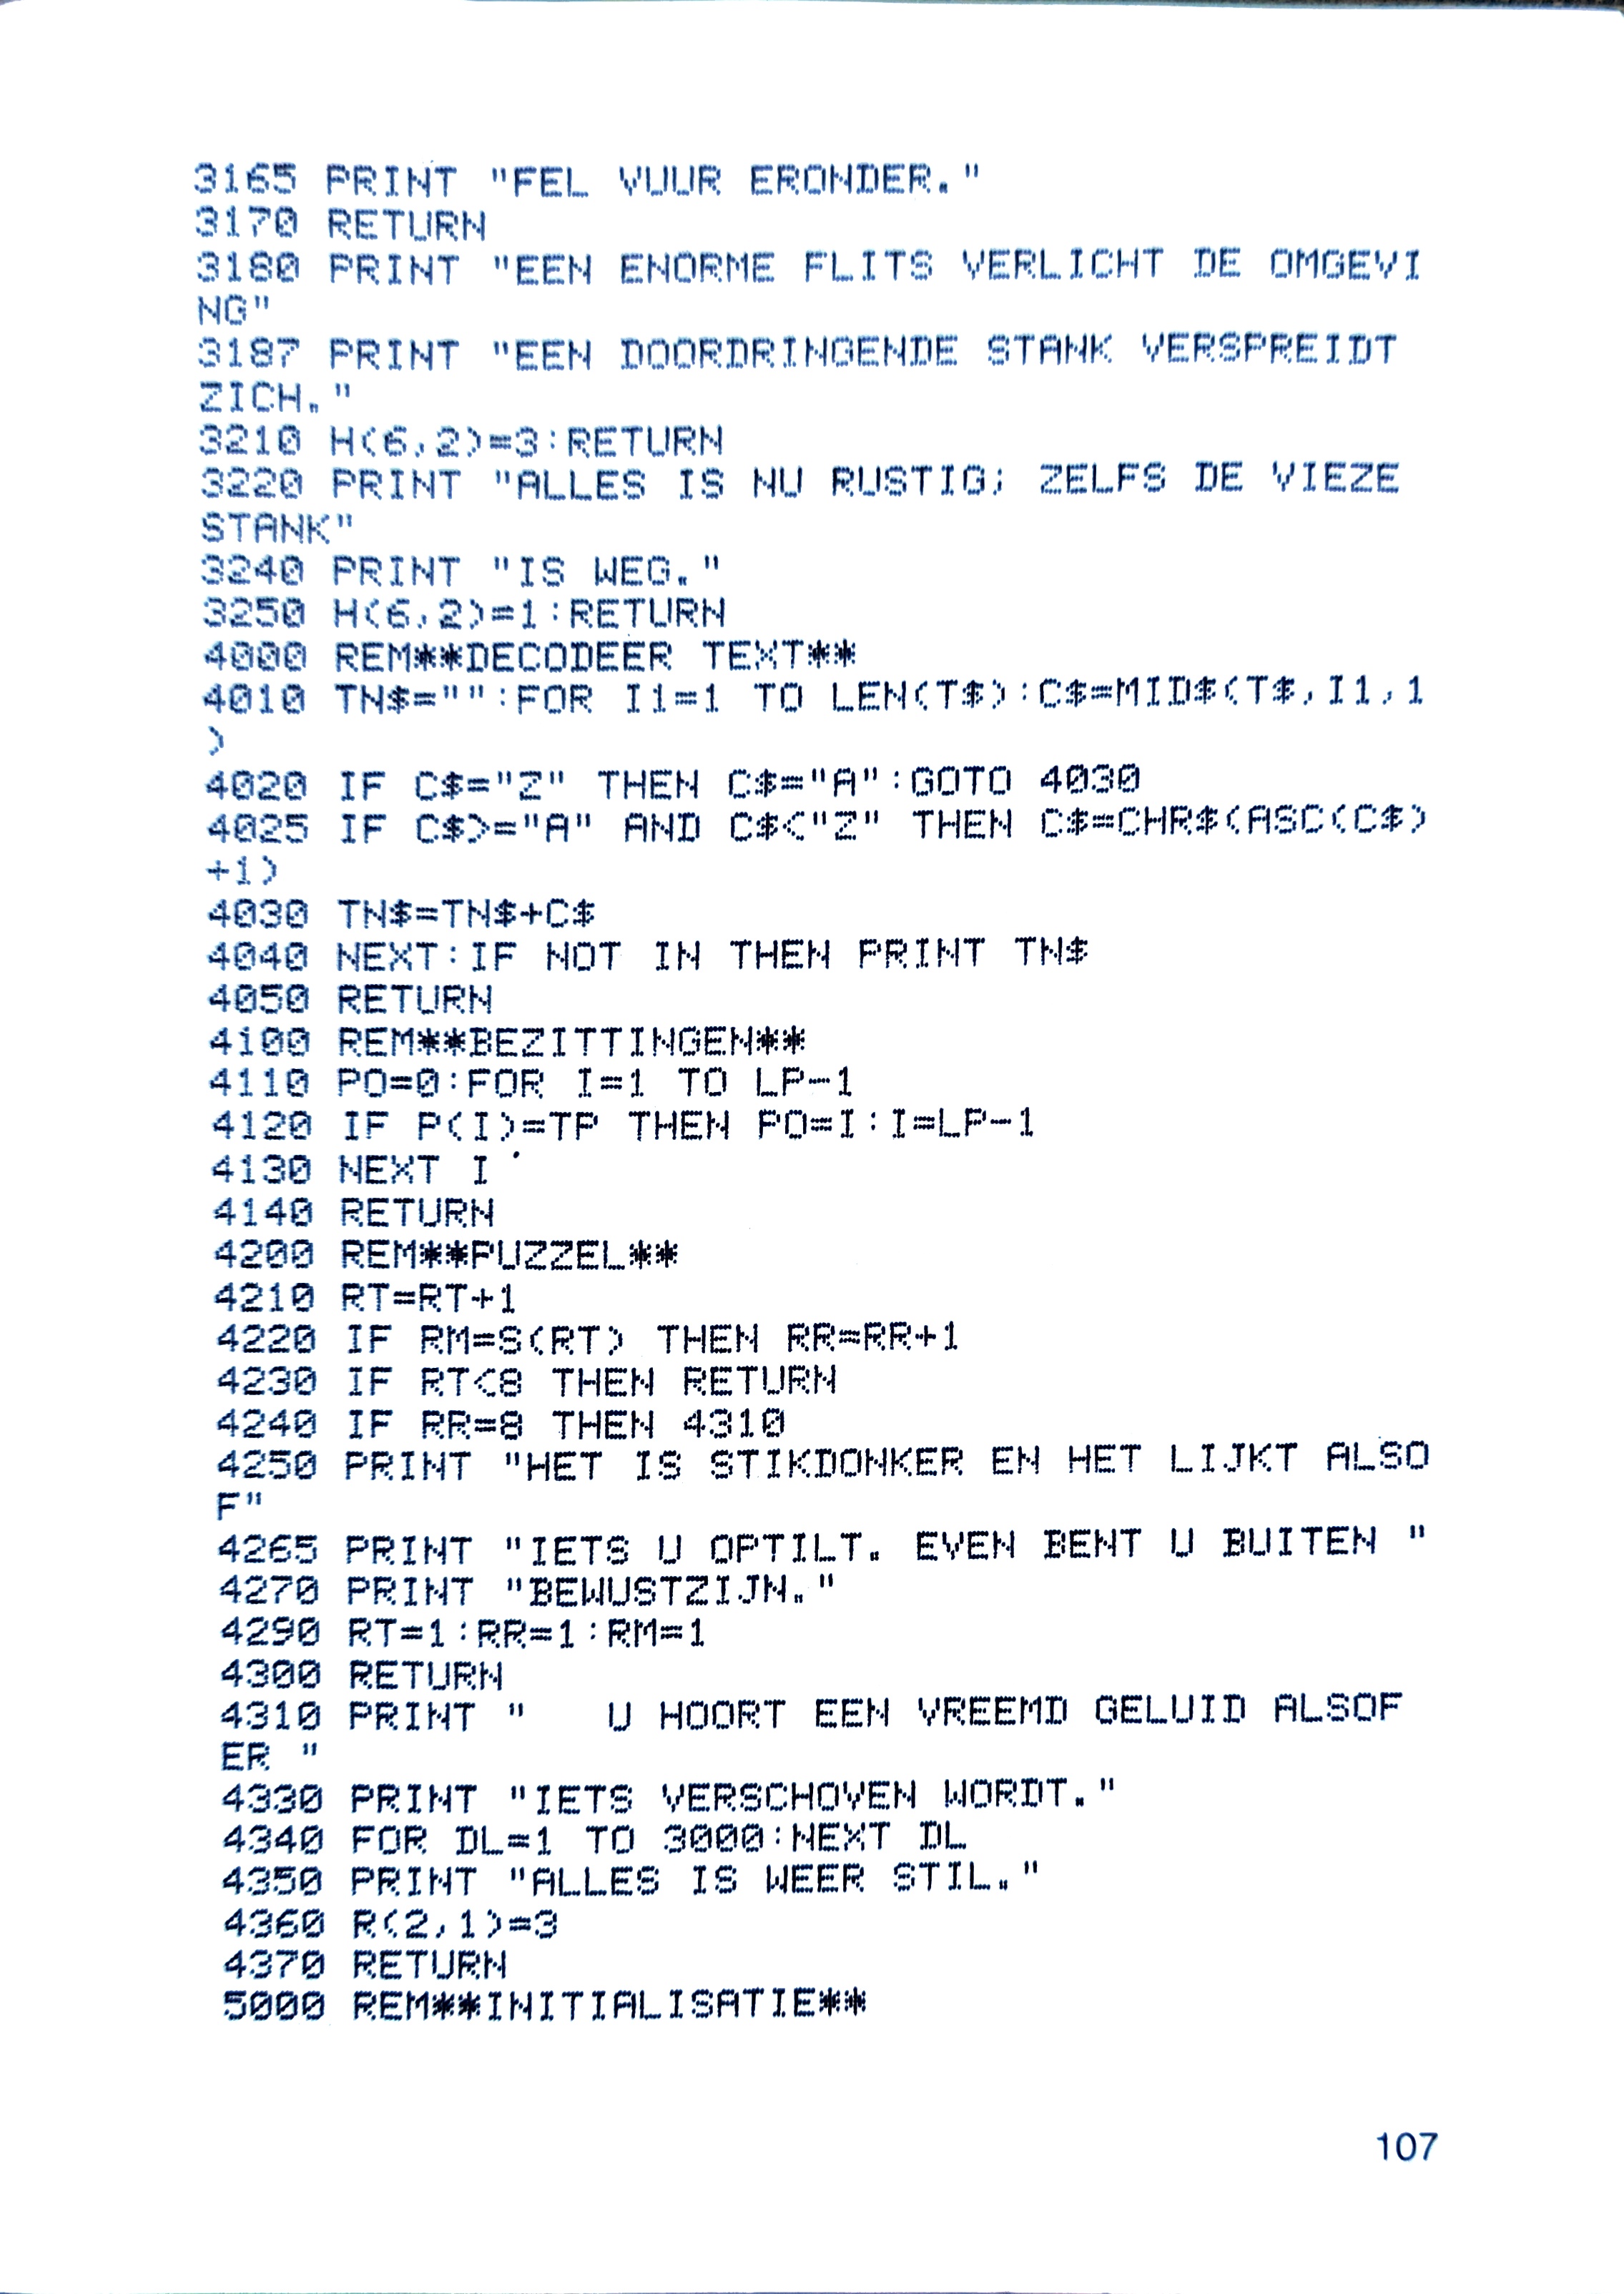 3165 PRINT "FEL VUUR ERONDER."
3170 RETURN
3180 PRINT "EEN ENORME FLITS VERLICHT DE OMGEVI
NG"
3187 PRINT "EEN DOORDRINGENDE STANK VERSPREIDT
ZICH."
3210 H(6,2)=3:RETURN
3220 PRINT "ALLES IS NU RUSTIG; ZELFS DE VIEZE
STANK"
3240 PRINT "IS WEG."
3250 H(6,2)=1:RETURN
4000 REM**DECODEER TEXT**
4010 TN$="":FOR I1=1 TO LEN(T$):C$=MID$(T$,I1,1
)
4020 IF C$="Z" THEN C$="A":GOTO 4030
4025 IF C$>="A" AND C$<"Z" THEN C$=CHR$(ASC(C$)
+1)
4030 TN$=TN$+C$
4040 NEXT:IF NOT IN THEN PRINT TN$
4050 RETURN
4100 REM**BEZITTINGEN**
4110 PO=0:FOR I=1 TO LP-1
4120 IF P(I)=TP THEN PO=I:I=LP-1
4130 NEXT I
4140 RETURN
4200 REM**PUZZEL**
4210 RT=RT+1
4220 IF RM=S(RT) THEN RR=RR+1
4230 IF RT<8 THEN RETURN
4240 IF RR=8 THEN 4310
4250 PRINT "HET IS STIKDONKER EN HET LIJKT ALSO
F"
4265 PRINT "IETS U OPTILT. EVEN BENT U BUITEN "
4270 PRINT "BEWUSTZIJN."
4290 RT=1:RR=1:RM=1
4300 RETURN
4310 PRINT "   U HOORT EEN VREEMD GELUID ALSOF
ER "
4330 PRINT "IETS VERSCHOVEN WORDT."
4340 FOR DL=1 TO 3000:NEXT DL
4350 PRINT "ALLES IS WEER STIL."
4360 R(2,1)=3
4370 RETURN
5000 REM**INITIALISATIE**
107